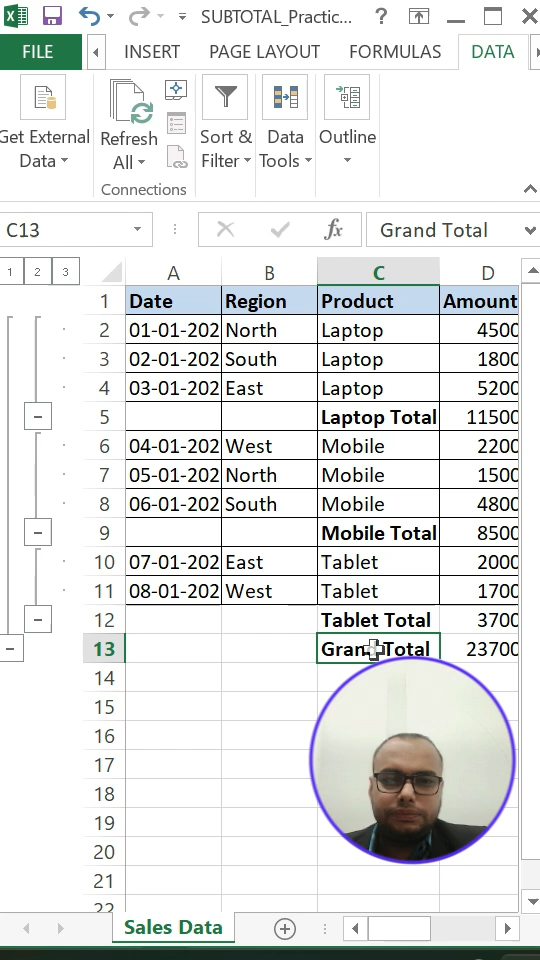 SUBTOTAL_Practic... ?
FILE INSERT PAGE LAYOUT FORMULAS DATA
Get External Data Refresh All Sort & Filter Data Tools Outline
Connections
C13 fx Grand Total
1 2 3 A B C D
1 Date Region Product Amount
2 01-01-202 North Laptop 4500
3 02-01-202 South Laptop 1800
4 03-01-202 East Laptop 5200
5 Laptop Total 11500
6 04-01-202 West Mobile 2200
7 05-01-202 North Mobile 1500
8 06-01-202 South Mobile 4800
9 Mobile Total 8500
10 07-01-202 East Tablet 2000
11 08-01-202 West Tablet 1700
12 Tablet Total 3700
13 Grand Total 23700
14
15
16
17
18
19
20
21
22
Sales Data